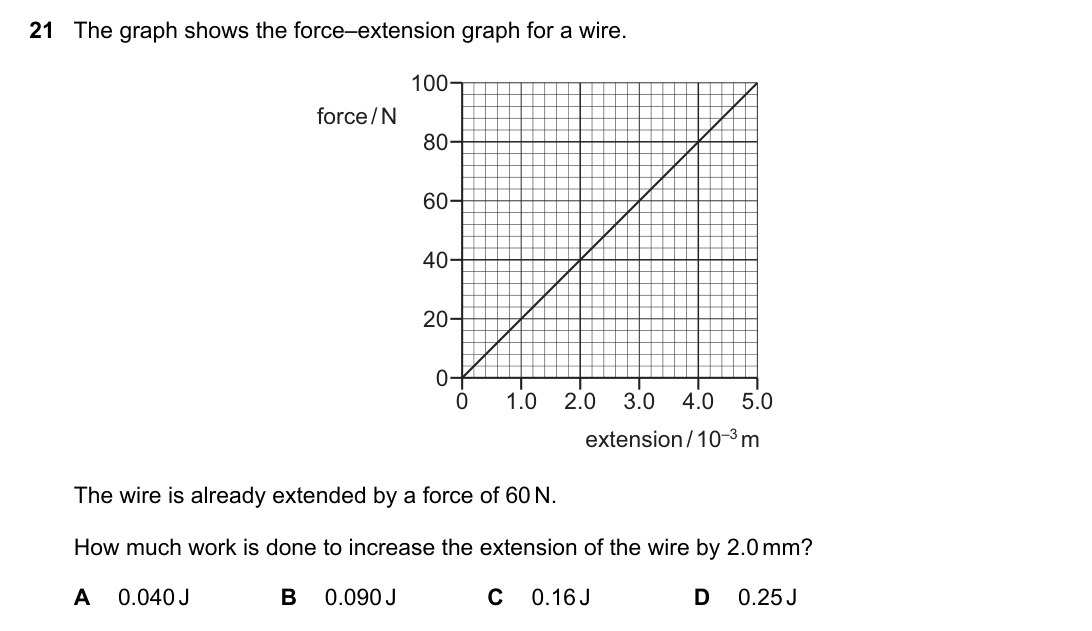 21 The graph shows the force–extension graph for a wire.
100
force / N
80
60
40
20
0
0 1.0 2.0 3.0 4.0 5.0
extension / 10⁻³ m
The wire is already extended by a force of 60 N.
How much work is done to increase the extension of the wire by 2.0 mm?
A 0.040 J B 0.090 J C 0.16 J D 0.25 J